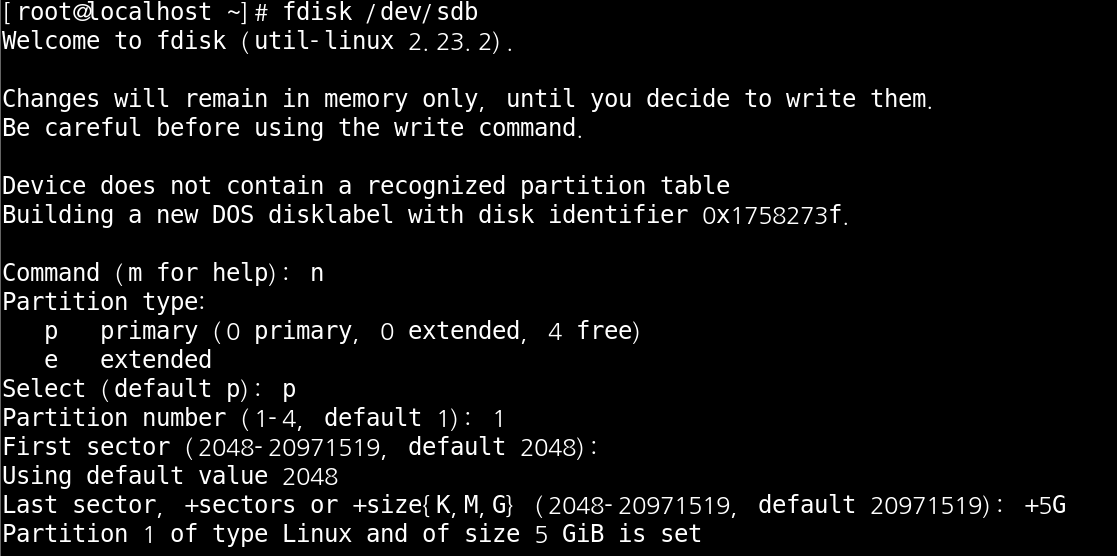 [root@localhost ~]# fdisk /dev/sdb
Welcome to fdisk (util-linux 2.23.2).

Changes will remain in memory only, until you decide to write them.
Be careful before using the write command.

Device does not contain a recognized partition table
Building a new DOS disklabel with disk identifier 0x1758273f.

Command (m for help): n
Partition type:
   p   primary (0 primary, 0 extended, 4 free)
   e   extended
Select (default p): p
Partition number (1-4, default 1): 1
First sector (2048-20971519, default 2048):
Using default value 2048
Last sector, +sectors or +size{K,M,G} (2048-20971519, default 20971519): +5G
Partition 1 of type Linux and of size 5 GiB is set